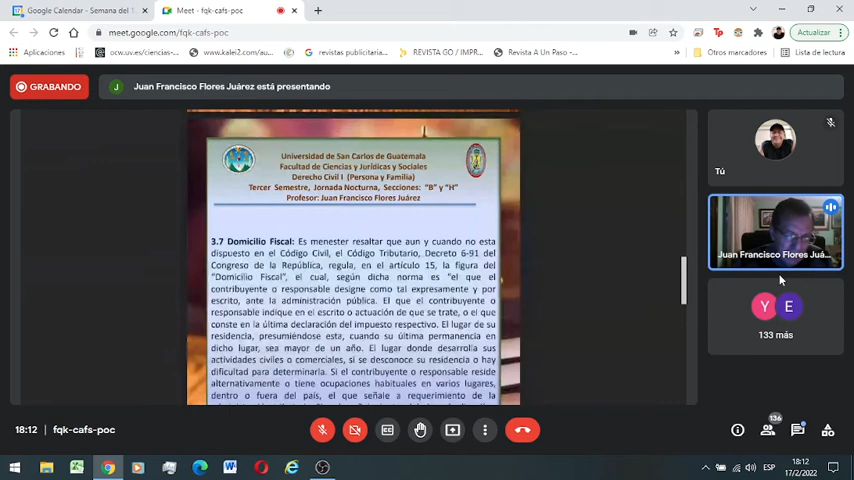 Google Calendar - Semana del 1
Meet - fqk-cafs-poc
meet.google.com/fqk-cafs-poc
Actualizar
Aplicaciones
ocw.uv.es/ciencias-...
www.kalei2.com/au...
revistas publicitaria...
REVISTA GO / IMPR...
Revista A Un Paso -...
Otros marcadores
Lista de lectura
GRABANDO
J
Juan Francisco Flores Juárez está presentando
Universidad de San Carlos de Guatemala
Facultad de Ciencias y Jurídicas y Sociales
Derecho Civil I (Persona y Familia)
Tercer Semestre, Jornada Nocturna, Secciones: “B” y “H”
Profesor: Juan Francisco Flores Juárez
3.7 Domicilio Fiscal: Es menester resaltar que aun y cuando no esta
dispuesto en el Código Civil, el Código Tributario, Decreto 6-91 del
Congreso de la República, regula, en el artículo 15, la figura del
“Domicilio Fiscal”, el cual, según dicha norma es “el que el
contribuyente o responsable designe como tal expresamente y por
escrito, ante la administración pública. El que el contribuyente o
responsable indique en el escrito o actuación de que se trate, o el que
conste en la última declaración del impuesto respectivo. El lugar de su
residencia, presumiéndose esta, cuando su última permanencia en
dicho lugar, sea mayor de un año. El lugar donde desarrolla sus
actividades civiles o comerciales, si se desconoce su residencia o hay
dificultad para determinarla. Si el contribuyente o responsable reside
alternativamente o tiene ocupaciones habituales en varios lugares,
dentro o fuera del país, el que señale a requerimiento de la
Tú
Juan Francisco Flores Juá...
Y
E
133 más
18:12
fqk-cafs-poc
136
ESP
18:12
17/2/2022